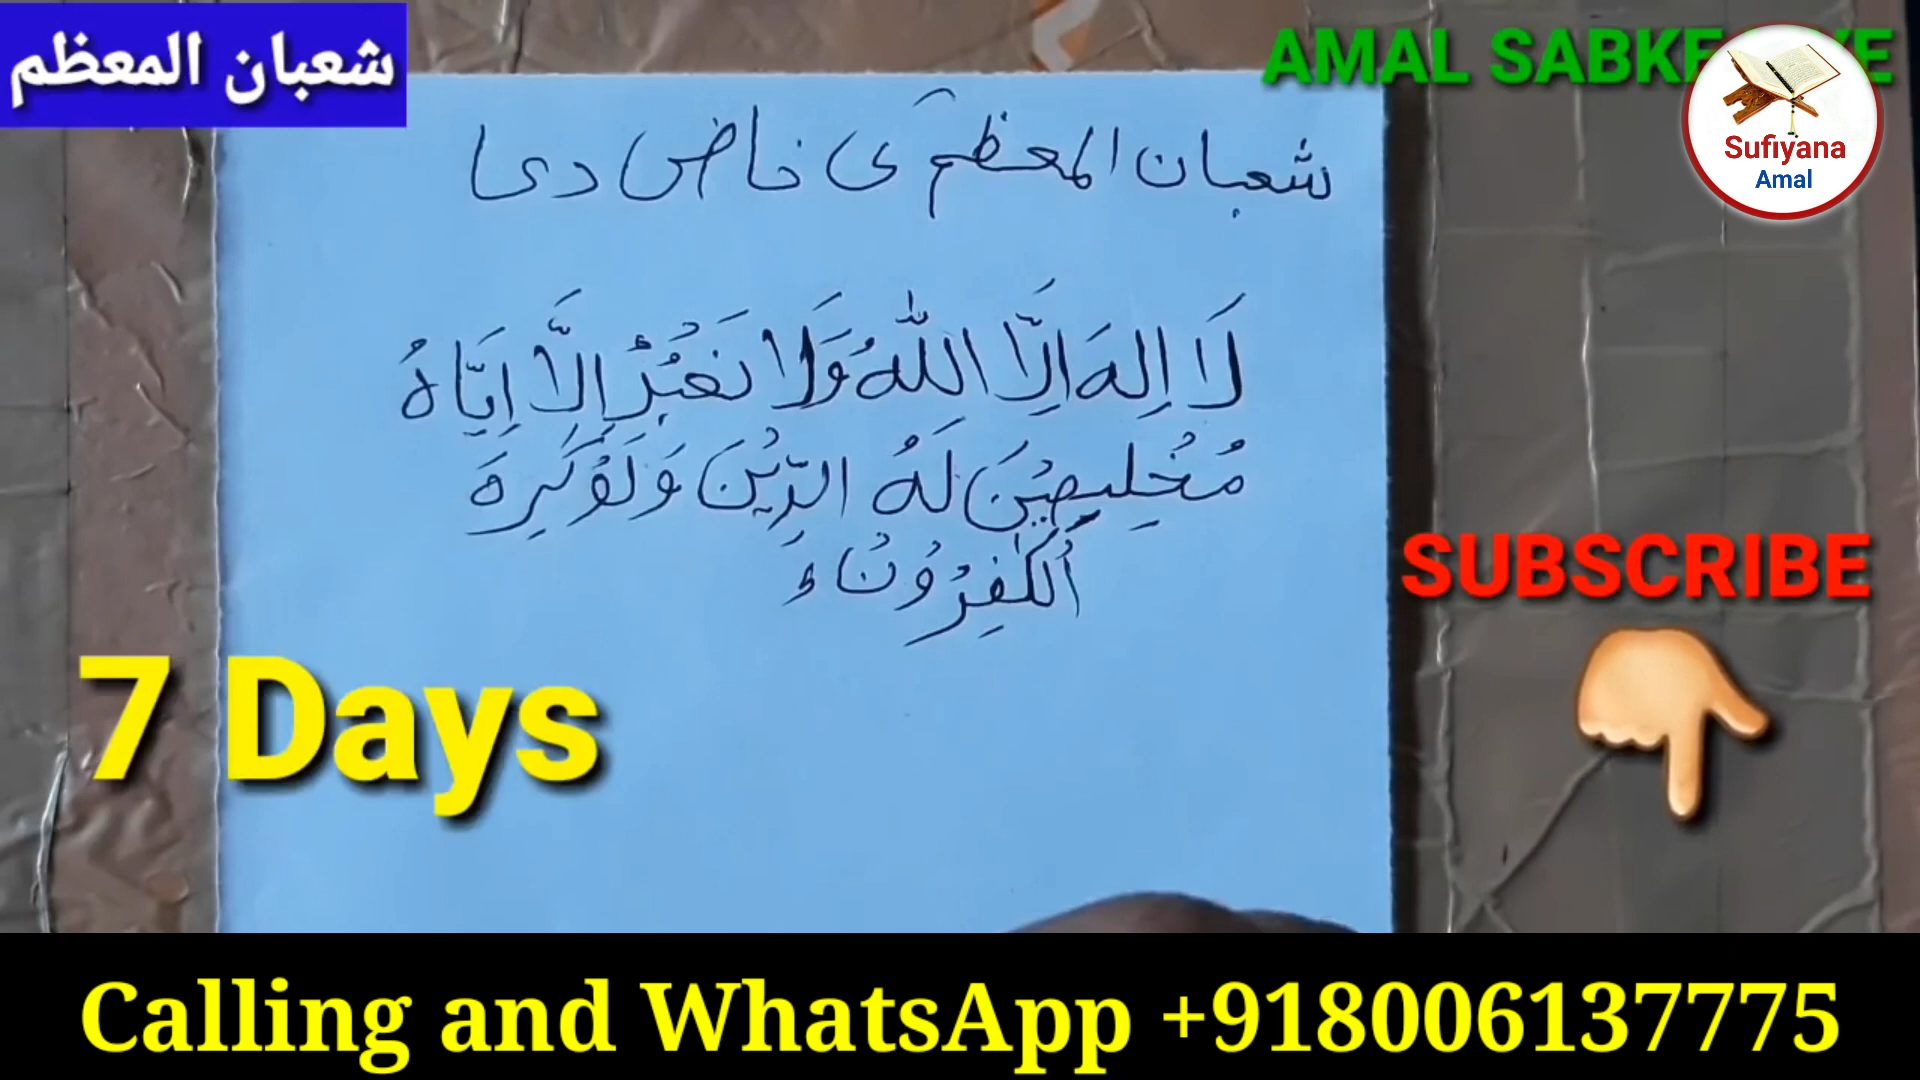 شعبان المعظم
AMAL SABKE
Sufiyana
Amal
شعبان المعظم کی خاص دعا
لَا اِلٰهَ اِلَّا اللّٰهُ وَلَا نَعْبُدُ اِلَّا اِيَّاهُ
مُخْلِصِيْنَ لَهُ الدِّيْنَ وَلَوْ كَرِهَ
الْكٰفِرُوْنَ
SUBSCRIBE
7 Days
Calling and WhatsApp +918006137775